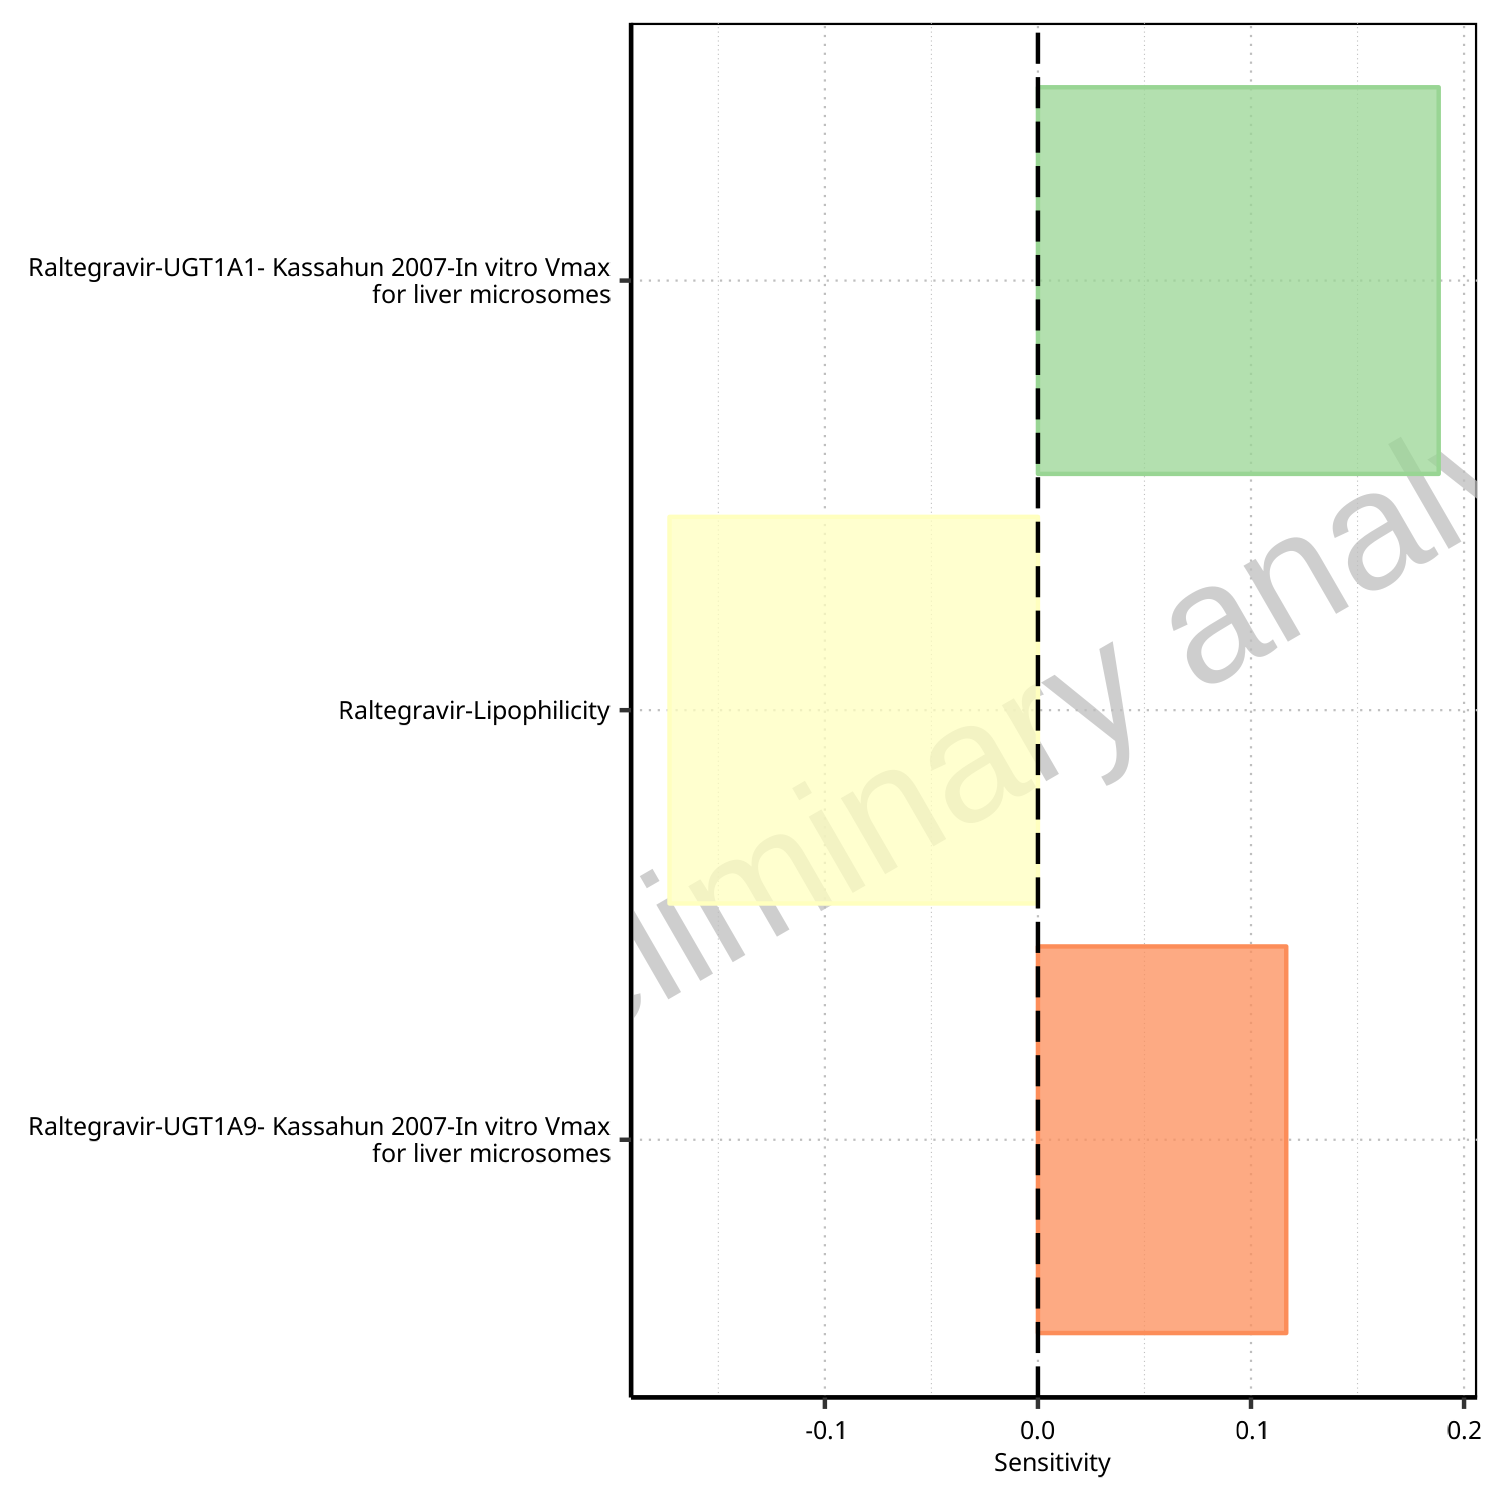 Raltegravir-UGT1A1- Kassahun 2007-In vitro Vmax
for liver microsomes
Raltegravir-Lipophilicity
Raltegravir-UGT1A9- Kassahun 2007-In vitro Vmax
for liver microsomes
-0.1
0.0
0.1
0.2
Sensitivity